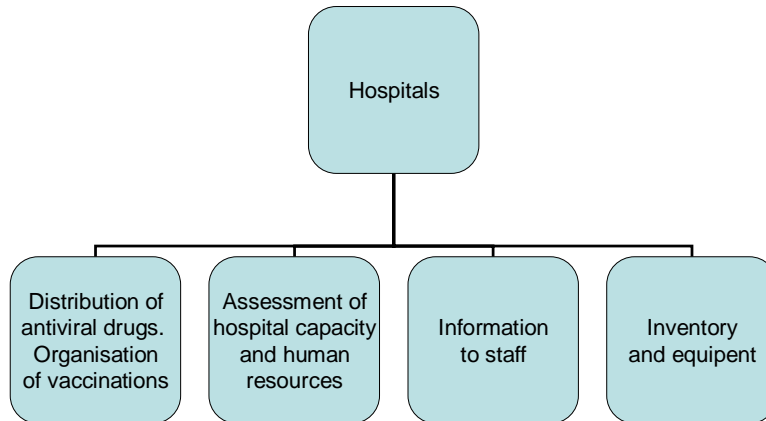 Hospitals
Distribution of
antiviral drugs.
Organisation
of vaccinations
Assessment of
hospital capacity
and human
resources
Information
to staff
Inventory
and equipent